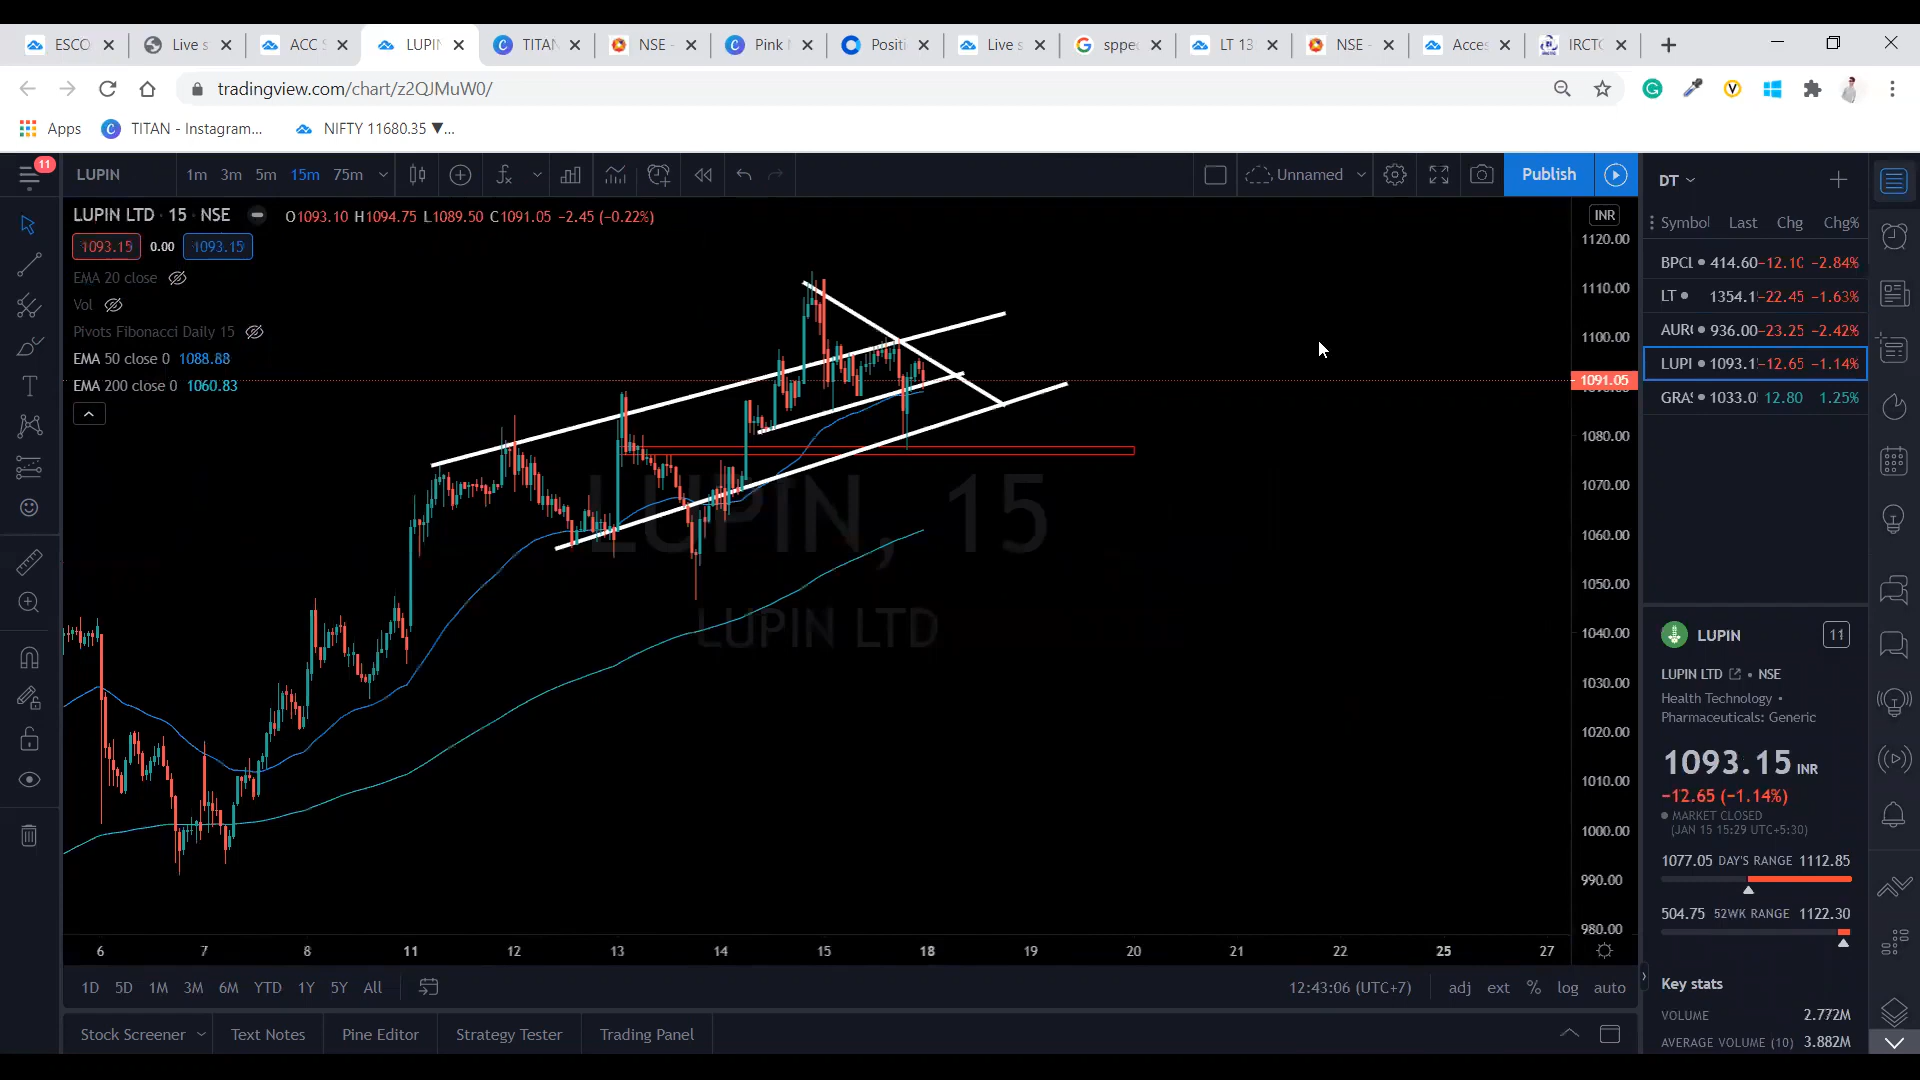 ESCO Live s ACC S LUPIN TITAN NSE - Pink Positi Live s sppe LT 13 NSE - Acces IRCTC
tradingview.com/chart/z2QJMuW0/
Apps TITAN - Instagram... NIFTY 11680.35 ▼...
11
LUPIN 1m 3m 5m 15m 75m Unnamed Publish DT
LUPIN LTD · 15 · NSE O1093.10 H1094.75 L1089.50 C1091.05 −2.45 (−0.22%) INR
Symbol Last Chg Chg%
1093.15 0.00 1093.15
EMA 20 close
Vol
Pivots Fibonacci Daily 15
EMA 50 close 0 1088.88
EMA 200 close 0 1060.83
BPCL 414.60 −12.10 −2.84%
LT 1354.1 −22.45 −1.63%
AUR 936.00 −23.25 −2.42%
LUPI 1093.1 −12.65 −1.14%
GRAS 1033.0 12.80 1.25%
1120.00
1110.00
1100.00
1091.05
1080.00
1070.00
1060.00
1050.00
1040.00
1030.00
1020.00
1010.00
1000.00
990.00
980.00
LUPIN, 15
LUPIN LTD
LUPIN 11
LUPIN LTD • NSE
Health Technology •
Pharmaceuticals: Generic
1093.15 INR
−12.65 (−1.14%)
MARKET CLOSED
(JAN 15 15:29 UTC+5:30)
1077.05 DAY'S RANGE 1112.85
504.75 52WK RANGE 1122.30
Key stats
VOLUME 2.772M
AVERAGE VOLUME (10) 3.882M
6 7 8 11 12 13 14 15 18 19 20 21 22 25 27
1D 5D 1M 3M 6M YTD 1Y 5Y All 12:43:06 (UTC+7) adj ext % log auto
Stock Screener Text Notes Pine Editor Strategy Tester Trading Panel